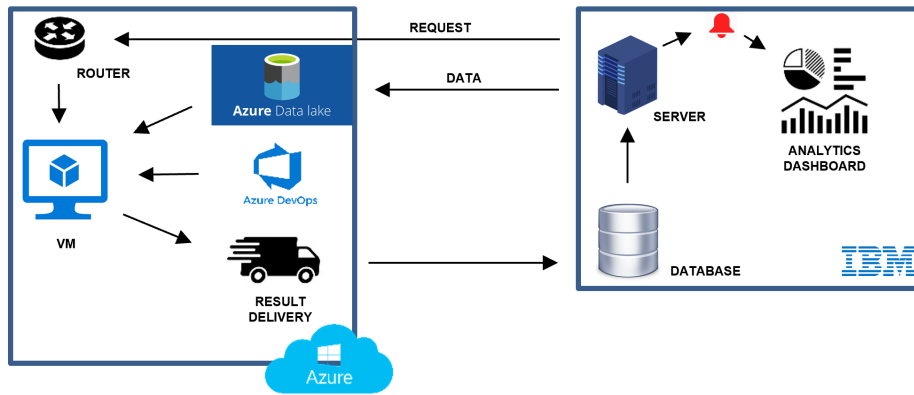 REQUEST
ROUTER
DATA
Azure Data lake
SERVER
ANALYTICS
DASHBOARD
Azure DevOps
VM
DATABASE
IBM
RESULT
DELIVERY
Azure